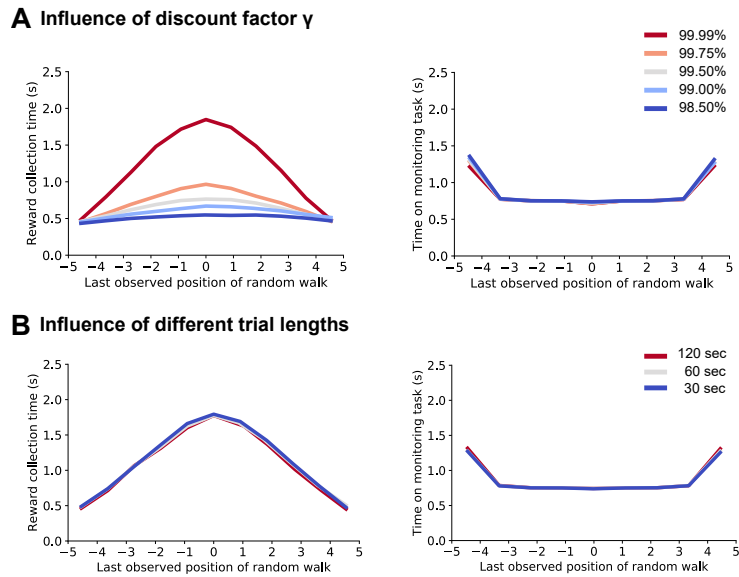 A Influence of discount factor γ
99.99%
99.75%
99.50%
99.00%
98.50%
Reward collection time (s)
2.5
2.0
1.5
1.0
0.5
0.0
−5 −4 −3 −2 −1 0 1 2 3 4 5
Last observed position of random walk
Time on monitoring task (s)
2.5
2.0
1.5
1.0
0.5
0.0
−5 −4 −3 −2 −1 0 1 2 3 4 5
Last observed position of random walk
B Influence of different trial lengths
120 sec
60 sec
30 sec
Reward collection time (s)
2.5
2.0
1.5
1.0
0.5
0.0
−5 −4 −3 −2 −1 0 1 2 3 4 5
Last observed position of random walk
Time on monitoring task (s)
2.5
2.0
1.5
1.0
0.5
0.0
−5 −4 −3 −2 −1 0 1 2 3 4 5
Last observed position of random walk